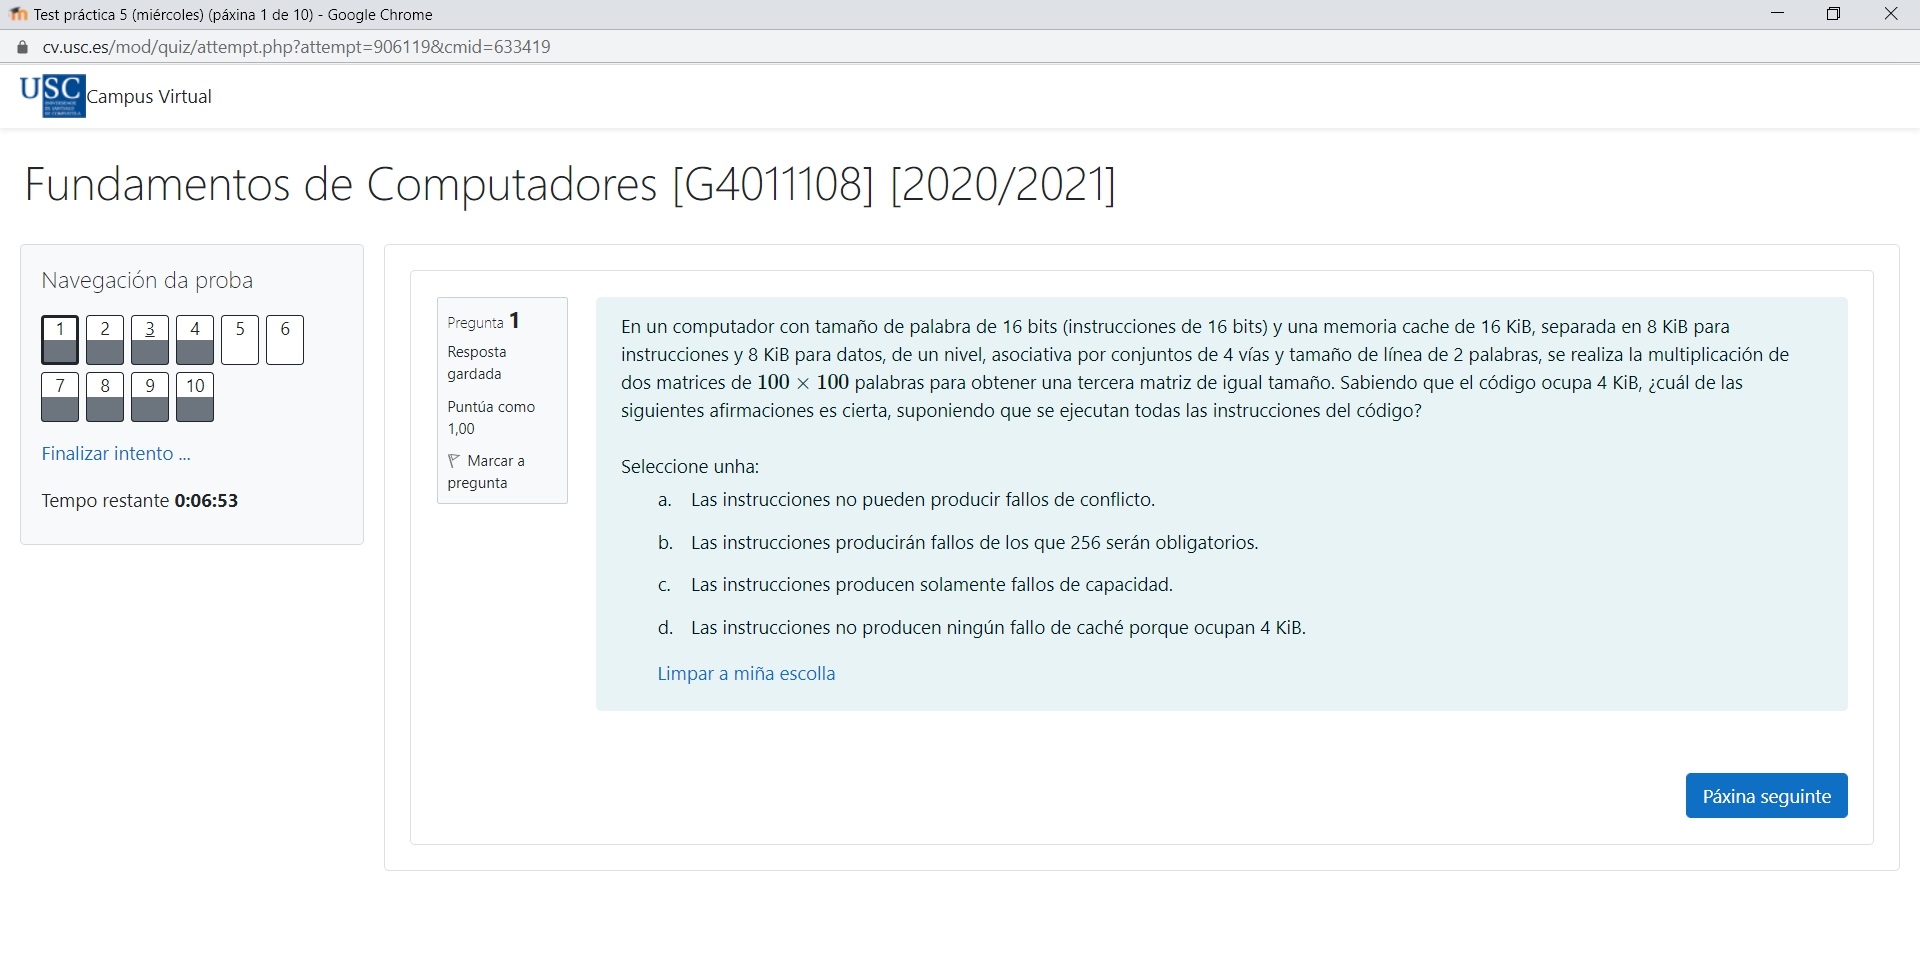 Test práctica 5 (miércoles) (páxina 1 de 10) - Google Chrome
cv.usc.es/mod/quiz/attempt.php?attempt=906119&cmid=633419
USC Campus Virtual
Fundamentos de Computadores [G4011108] [2020/2021]
Navegación da proba
1 2 3 4 5 6
7 8 9 10
Finalizar intento ...
Tempo restante 0:06:53
Pregunta 1
Resposta
gardada
Puntúa como
1,00
Marcar a
pregunta
En un computador con tamaño de palabra de 16 bits (instrucciones de 16 bits) y una memoria cache de 16 KiB, separada en 8 KiB para
instrucciones y 8 KiB para datos, de un nivel, asociativa por conjuntos de 4 vías y tamaño de línea de 2 palabras, se realiza la multiplicación de
dos matrices de 100 × 100 palabras para obtener una tercera matriz de igual tamaño. Sabiendo que el código ocupa 4 KiB, ¿cuál de las
siguientes afirmaciones es cierta, suponiendo que se ejecutan todas las instrucciones del código?
Seleccione unha:
a. Las instrucciones no pueden producir fallos de conflicto.
b. Las instrucciones producirán fallos de los que 256 serán obligatorios.
c. Las instrucciones producen solamente fallos de capacidad.
d. Las instrucciones no producen ningún fallo de caché porque ocupan 4 KiB.
Limpar a miña escolla
Páxina seguinte